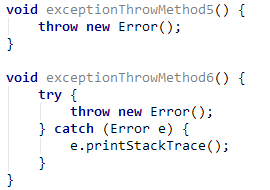 void exceptionThrowMethod5() {
    throw new Error();
}
void exceptionThrowMethod6() {
    try {
        throw new Error();
    } catch (Error e) {
        e.printStackTrace();
    }
}